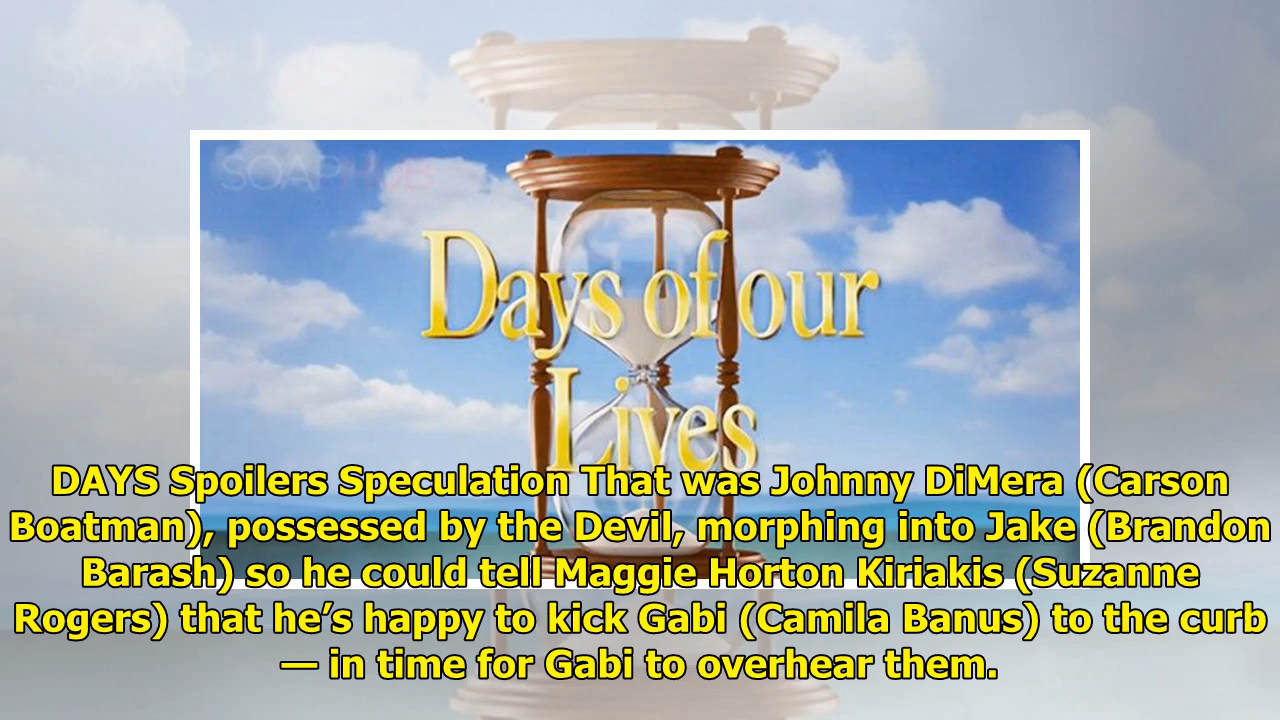 SOAPHUB
Days of our
Lives
DAYS Spoilers Speculation That was Johnny DiMera (Carson
Boatman), possessed by the Devil, morphing into Jake (Brandon
Barash) so he could tell Maggie Horton Kiriakis (Suzanne
Rogers) that he’s happy to kick Gabi (Camila Banus) to the curb
— in time for Gabi to overhear them.